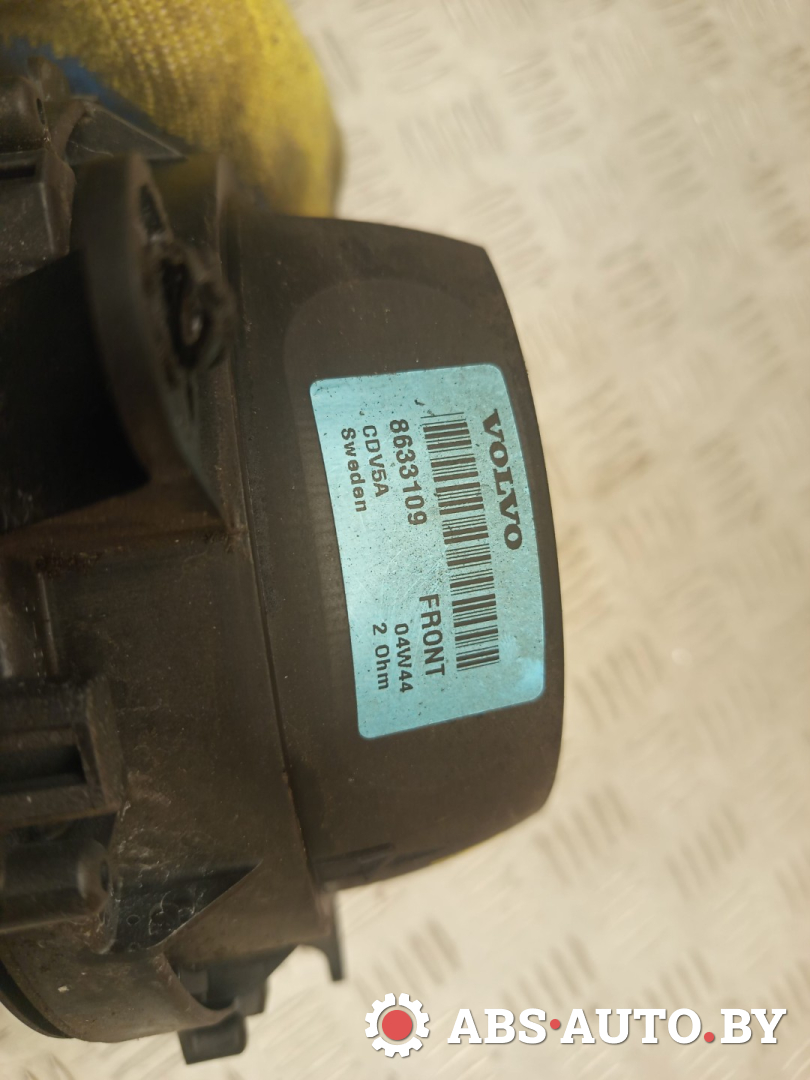 VOLVO
8633109 FRONT
CDV5A 04W44
Sweden 2 Ohm
ABS-AUTO.BY